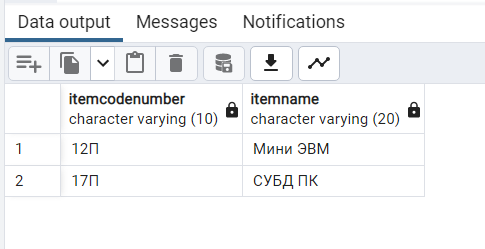 Data output Messages Notifications
itemcodenumber itemname
character varying (10) character varying (20)
1 12П Мини ЭВМ
2 17П СУБД ПК